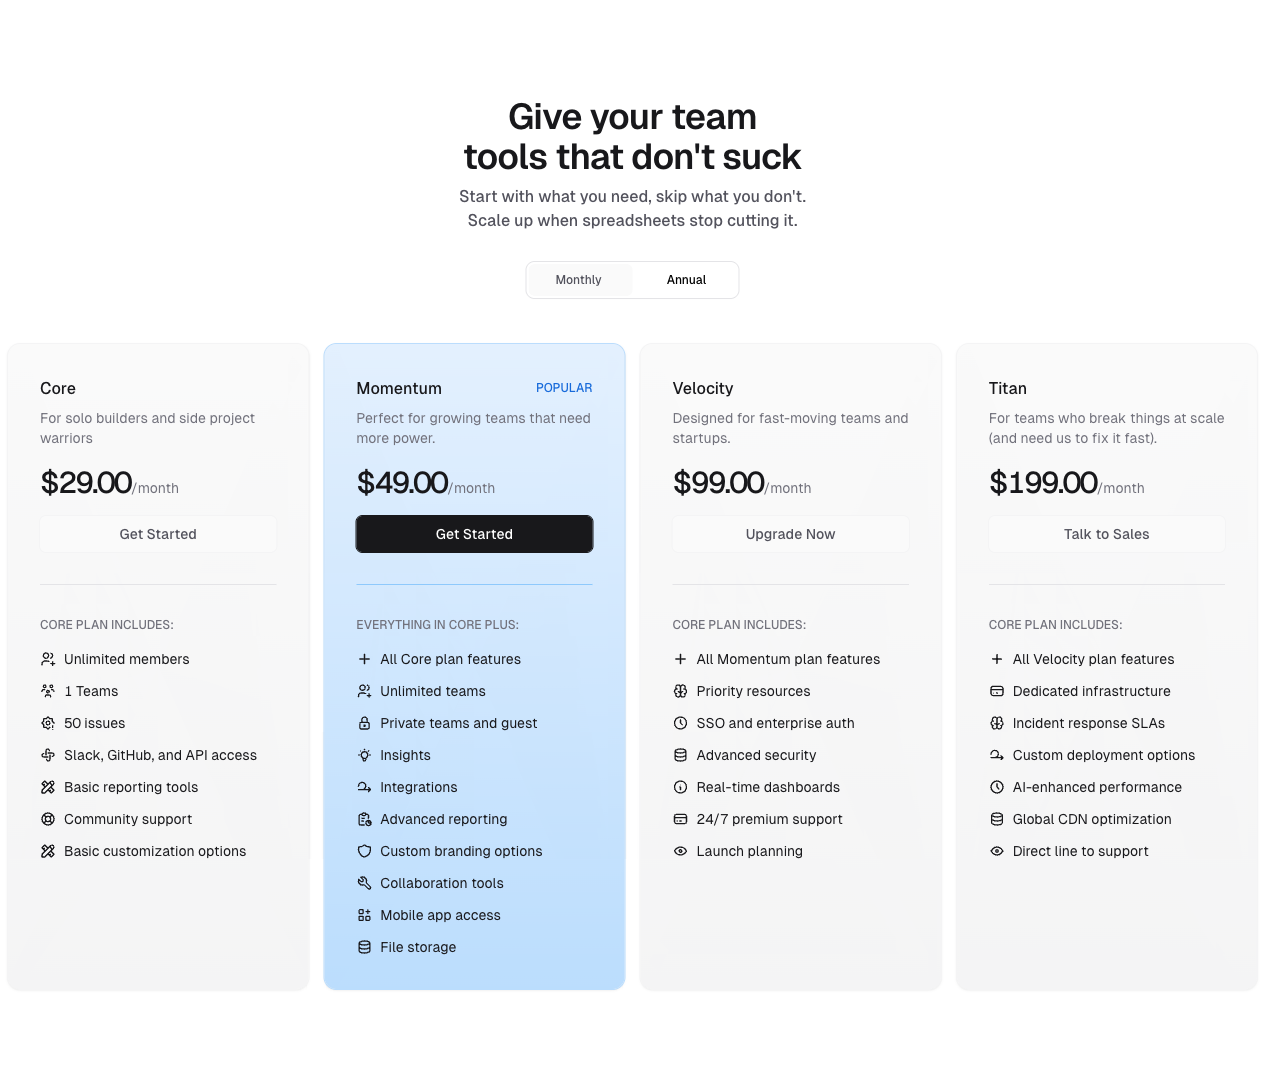 Give your team
tools that don't suck
Start with what you need, skip what you don't.
Scale up when spreadsheets stop cutting it.
Monthly
Annual
Core
For solo builders and side project
warriors
$29.00/month
Get Started
CORE PLAN INCLUDES:
Unlimited members
1 Teams
50 issues
Slack, GitHub, and API access
Basic reporting tools
Community support
Basic customization options
Momentum
POPULAR
Perfect for growing teams that need
more power.
$49.00/month
Get Started
EVERYTHING IN CORE PLUS:
All Core plan features
Unlimited teams
Private teams and guest
Insights
Integrations
Advanced reporting
Custom branding options
Collaboration tools
Mobile app access
File storage
Velocity
Designed for fast-moving teams and
startups.
$99.00/month
Upgrade Now
CORE PLAN INCLUDES:
All Momentum plan features
Priority resources
SSO and enterprise auth
Advanced security
Real-time dashboards
24/7 premium support
Launch planning
Titan
For teams who break things at scale
(and need us to fix it fast).
$199.00/month
Talk to Sales
CORE PLAN INCLUDES:
All Velocity plan features
Dedicated infrastructure
Incident response SLAs
Custom deployment options
AI-enhanced performance
Global CDN optimization
Direct line to support